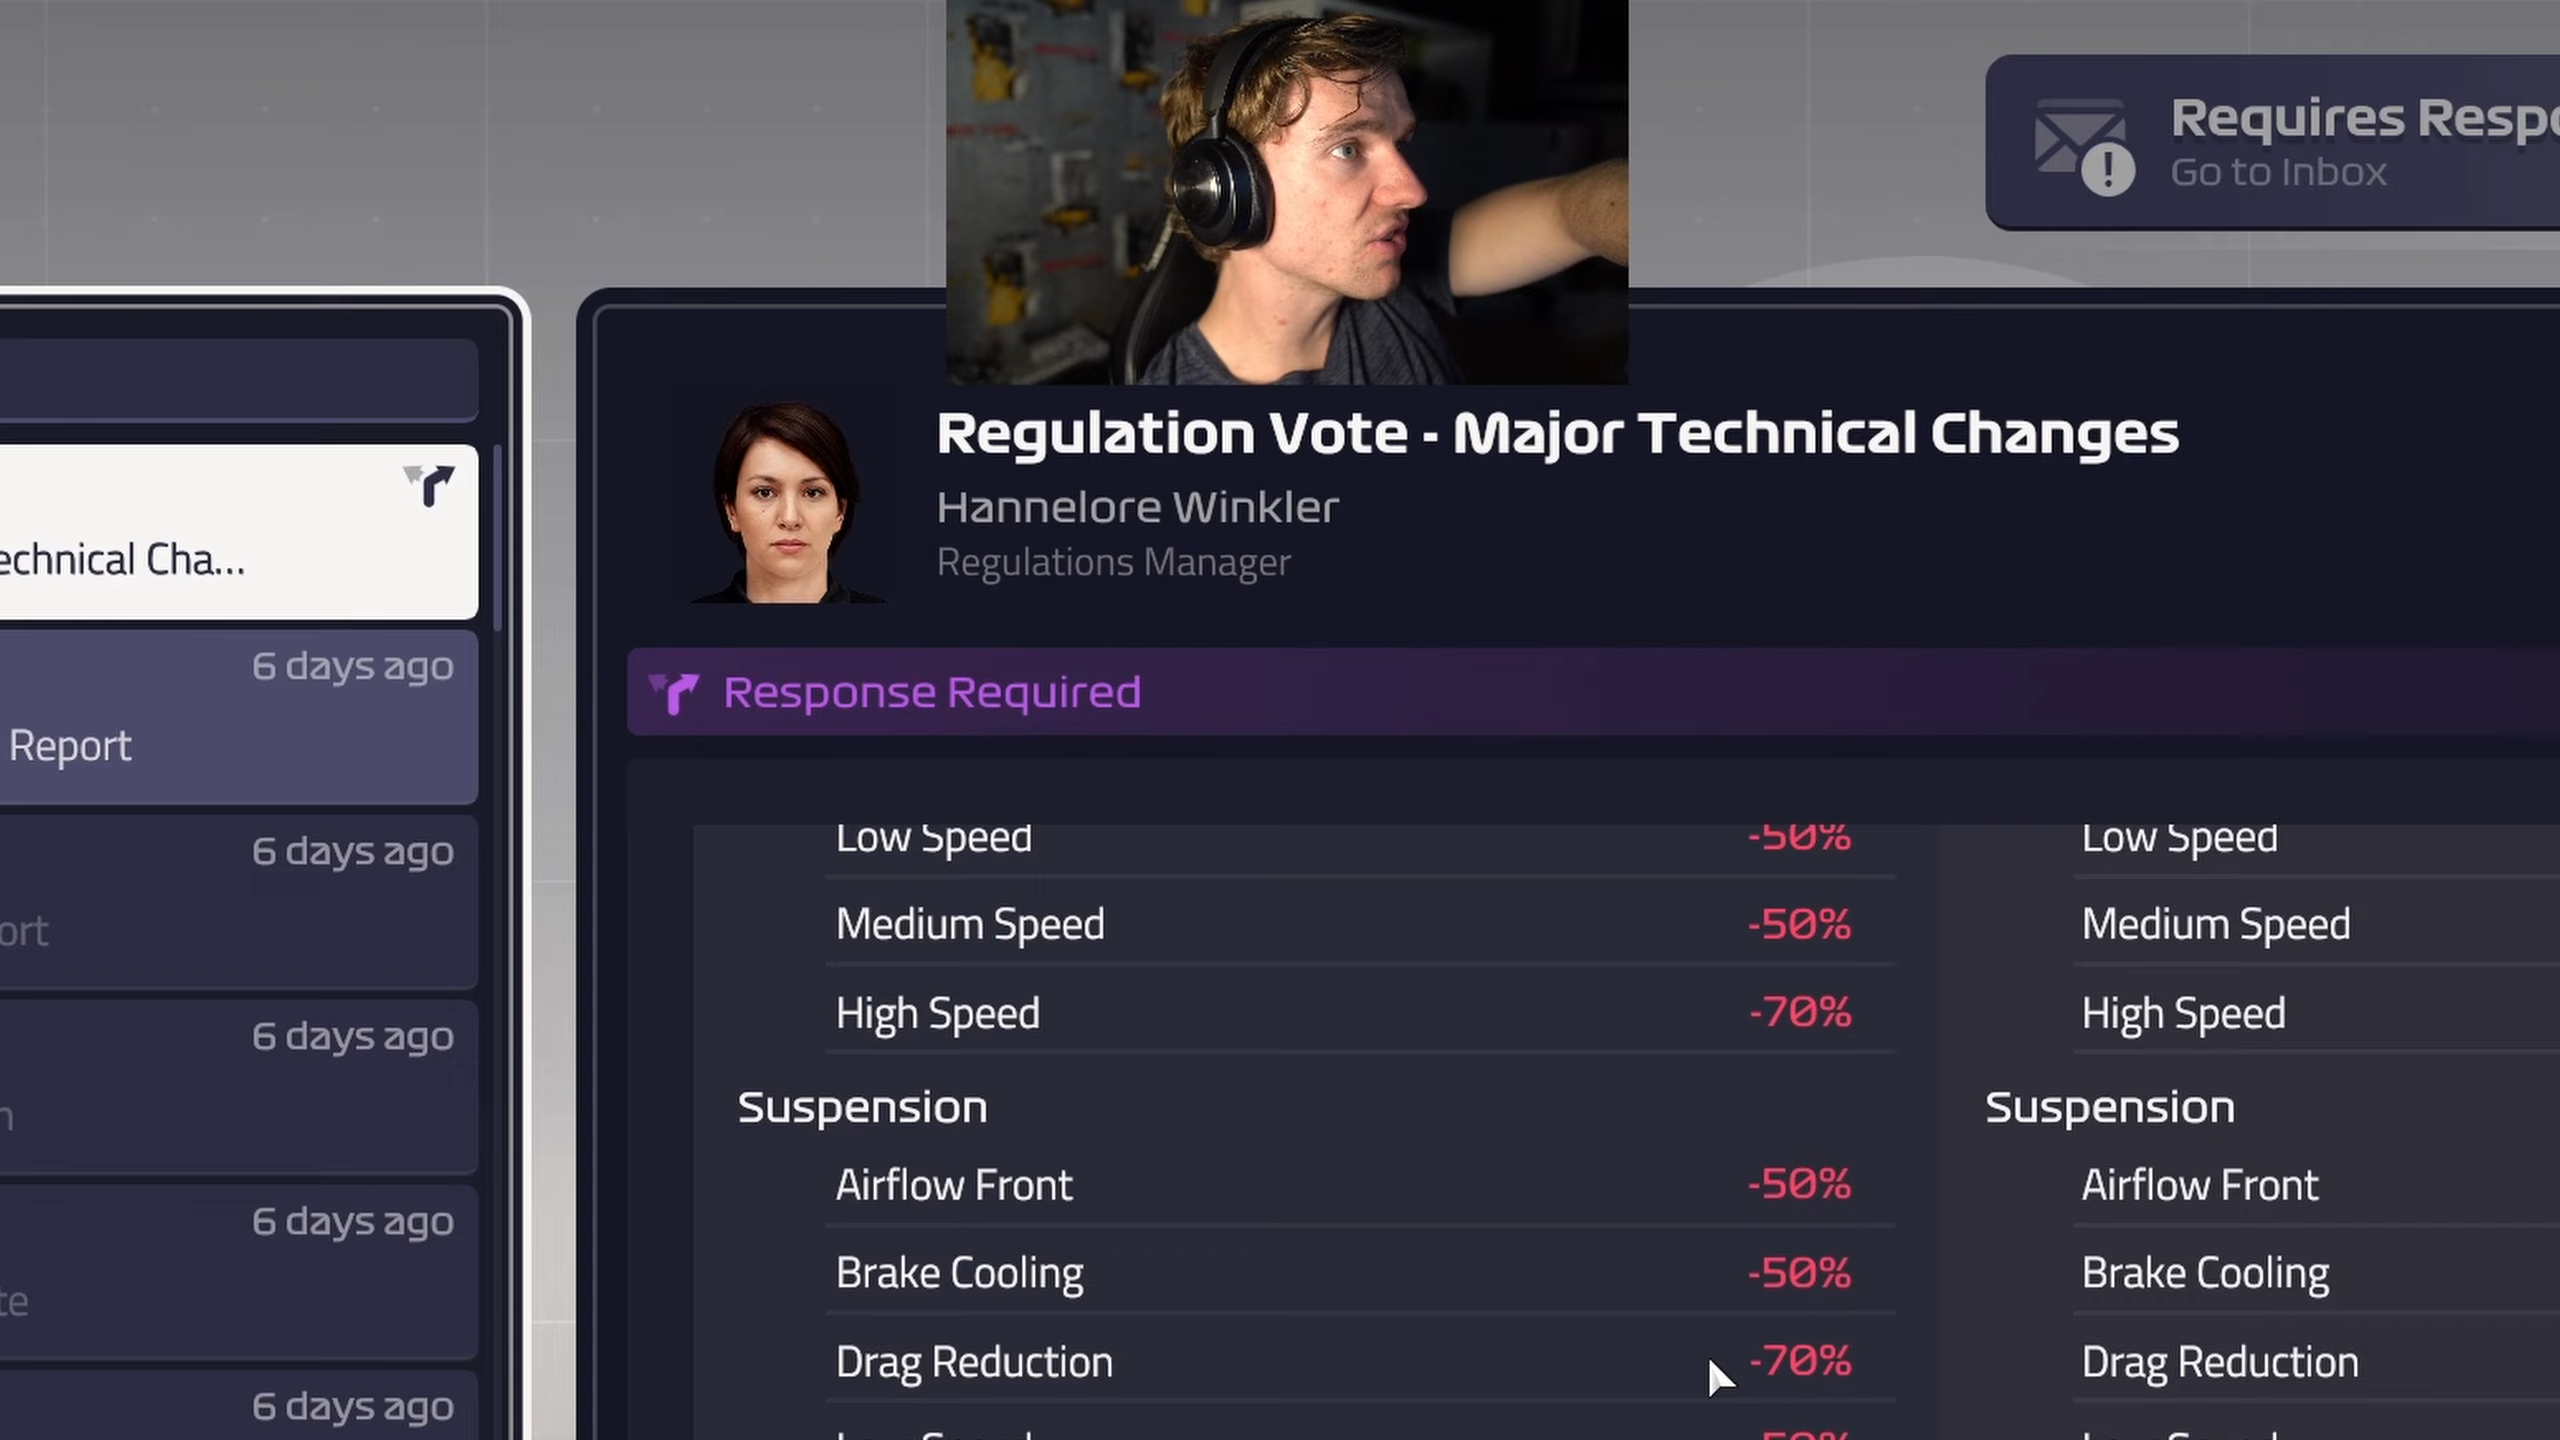 Requires Respo
Go to Inbox
Regulation Vote - Major Technical Changes
Hannelore Winkler
Regulations Manager
echnical Cha...
Response Required
6 days ago
Report
6 days ago
ort
6 days ago
n
6 days ago
te
6 days ago
Low Speed -50% Low Speed
Medium Speed -50% Medium Speed
High Speed -70% High Speed
Suspension Suspension
Airflow Front -50% Airflow Front
Brake Cooling -50% Brake Cooling
Drag Reduction -70% Drag Reduction